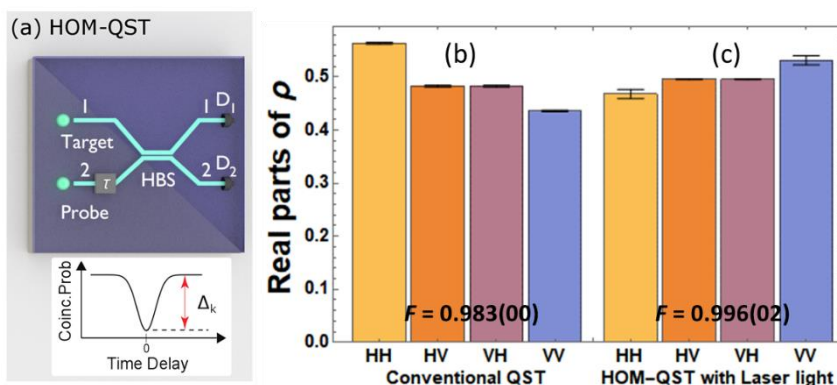 (a) HOM-QST
1
1 D₁
Target
2
τ
HBS
2 D₂
Probe
Coinc.Prob
Δₖ
0
Time Delay
(b)
(c)
Real parts of ρ
0.5
0.4
0.3
0.2
0.1
0.0
F = 0.983(00)
F = 0.996(02)
HH HV VH VV HH HV VH VV
Conventional QST
HOM–QST with Laser light